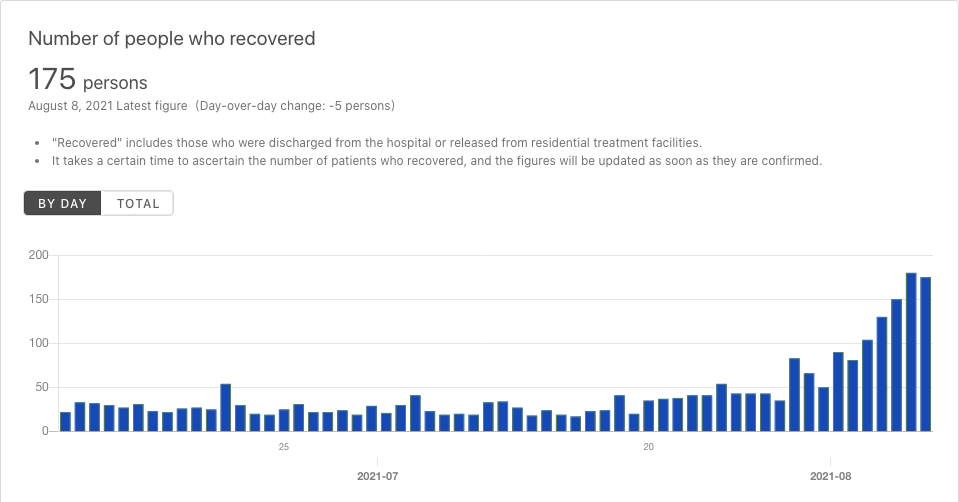 Number of people who recovered
175 persons
August 8, 2021 Latest figure (Day-over-day change: -5 persons)
• "Recovered" includes those who were discharged from the hospital or released from residential treatment facilities.
• It takes a certain time to ascertain the number of patients who recovered, and the figures will be updated as soon as they are confirmed.
BY DAY TOTAL
200
150
100
50
0
25 20
2021-07 2021-08